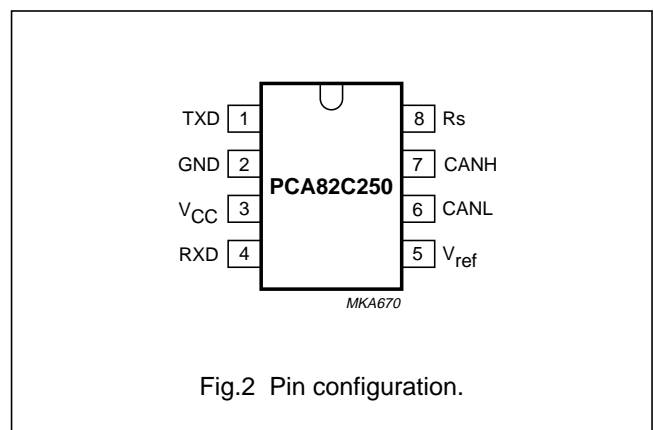 TXD 1 8 Rs
GND 2 7 CANH
PCA82C250
VCC 3 6 CANL
RXD 4 5 Vref
MKA670
Fig.2 Pin configuration.